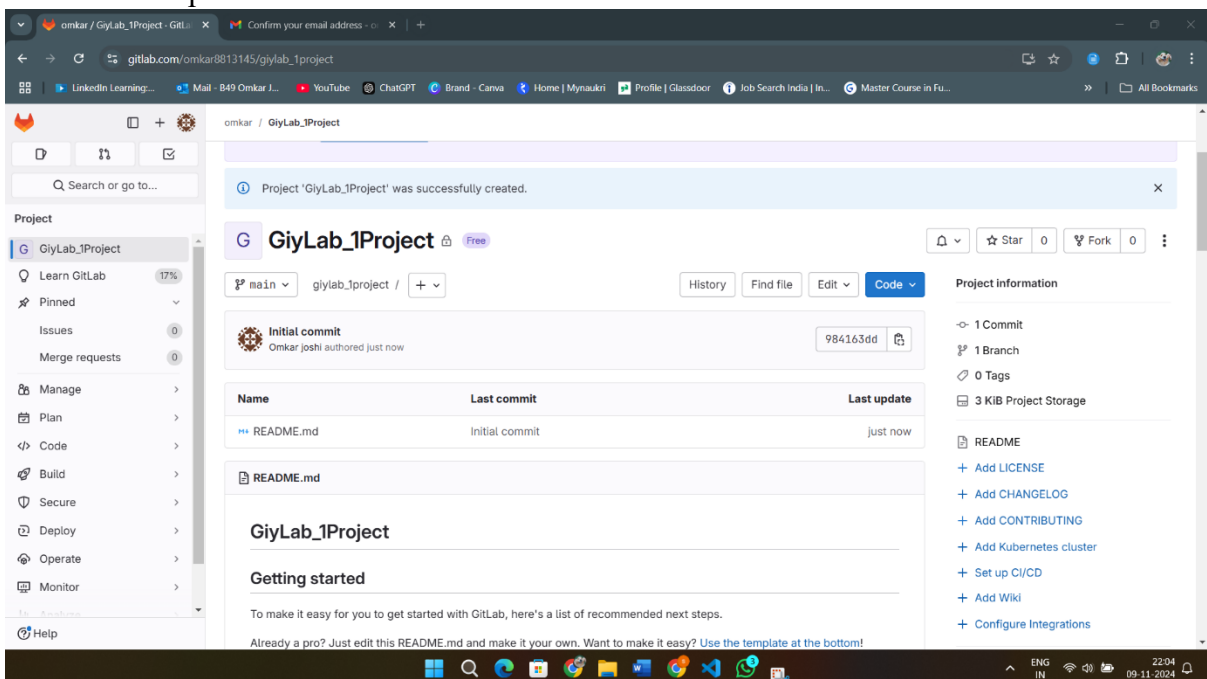 omkar / GiyLab_1Project - GitLa
Confirm your email address - o
gitlab.com/omkar8813145/giylab_1project
LinkedIn Learning:...
Mail - B49 Omkar J...
YouTube
ChatGPT
Brand - Canva
Home | Mynaukri
Profile | Glassdoor
Job Search India | In...
Master Course in Fu...
All Bookmarks
omkar / GiyLab_1Project
Search or go to...
Project 'GiyLab_1Project' was successfully created.
Project
G GiyLab_1Project
Learn GitLab 17%
Pinned
Issues 0
Merge requests 0
Manage
Plan
Code
Build
Secure
Deploy
Operate
Monitor
Help
G GiyLab_1Project Free
Star 0 Fork 0
main giylab_1project / +
History Find file Edit Code
Initial commit
Omkar joshi authored just now
984163dd
Name Last commit Last update
README.md Initial commit just now
README.md
GiyLab_1Project
Getting started
To make it easy for you to get started with GitLab, here's a list of recommended next steps.
Already a pro? Just edit this README.md and make it your own. Want to make it easy? Use the template at the bottom!
Project information
1 Commit
1 Branch
0 Tags
3 KiB Project Storage
README
+ Add LICENSE
+ Add CHANGELOG
+ Add CONTRIBUTING
+ Add Kubernetes cluster
+ Set up CI/CD
+ Add Wiki
+ Configure Integrations
ENG
IN
22:04
09-11-2024